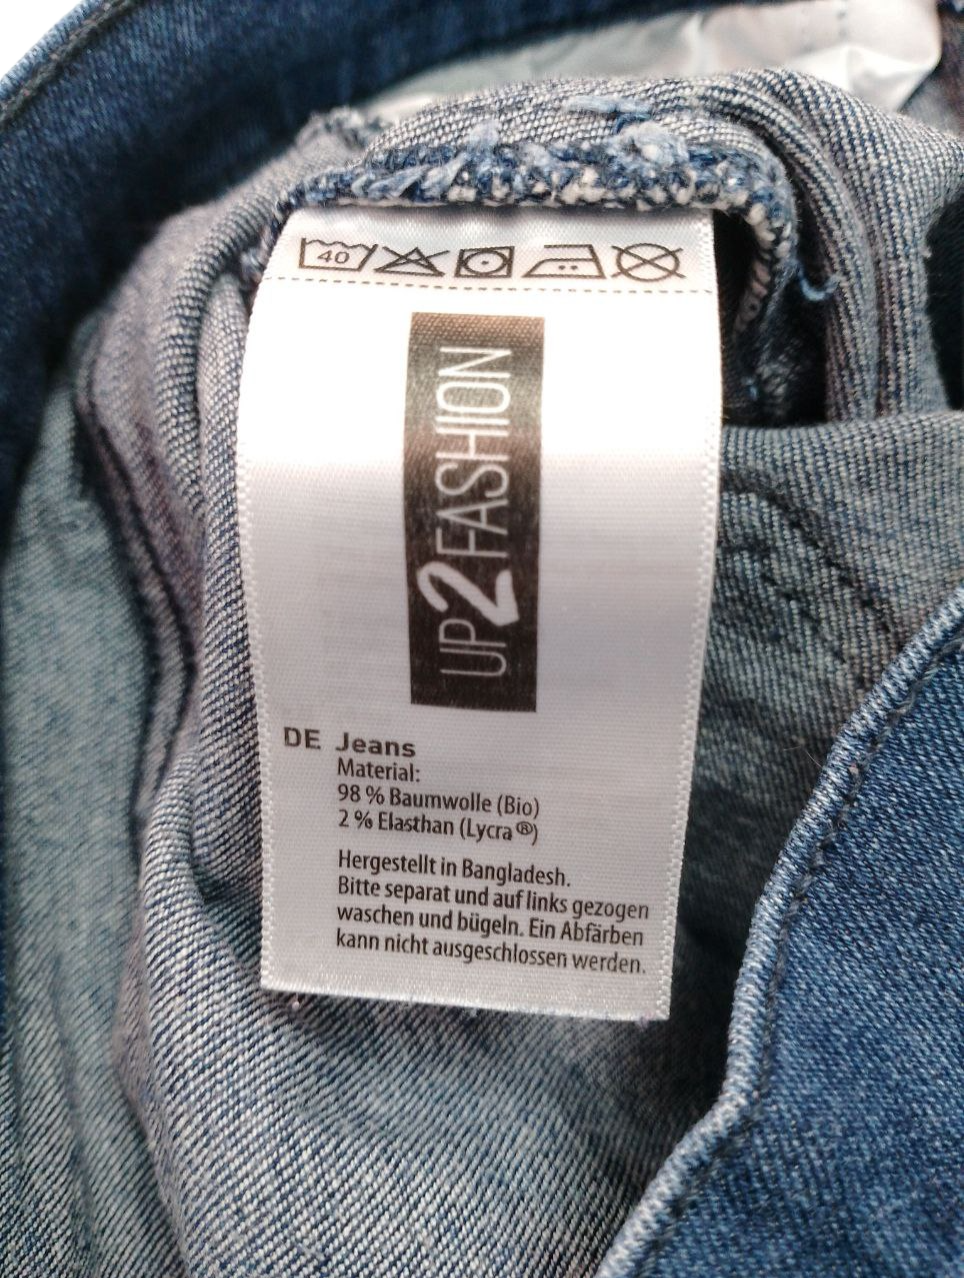 40
UP2FASHION
DE Jeans
Material:
98 % Baumwolle (Bio)
2 % Elasthan (Lycra®)
Hergestellt in Bangladesh.
Bitte separat und auf links gezogen
waschen und bügeln. Ein Abfärben
kann nicht ausgeschlossen werden.